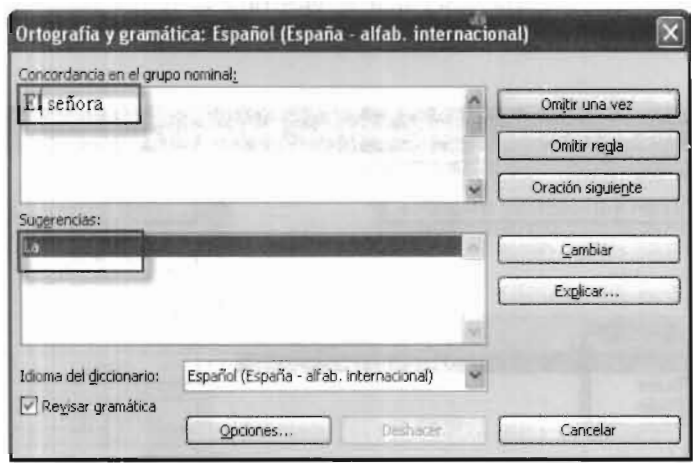 Ortografía y gramática: Español (España - alfab. internacional)
Concordancia en el grupo nominal:
El señora
Omitir una vez
Omitir regla
Oración siguiente
Sugerencias:
La
Cambiar
Explicar...
Idioma del diccionario: Español (España - alfab. internacional)
Revisar gramática
Opciones... Deshacer Cancelar